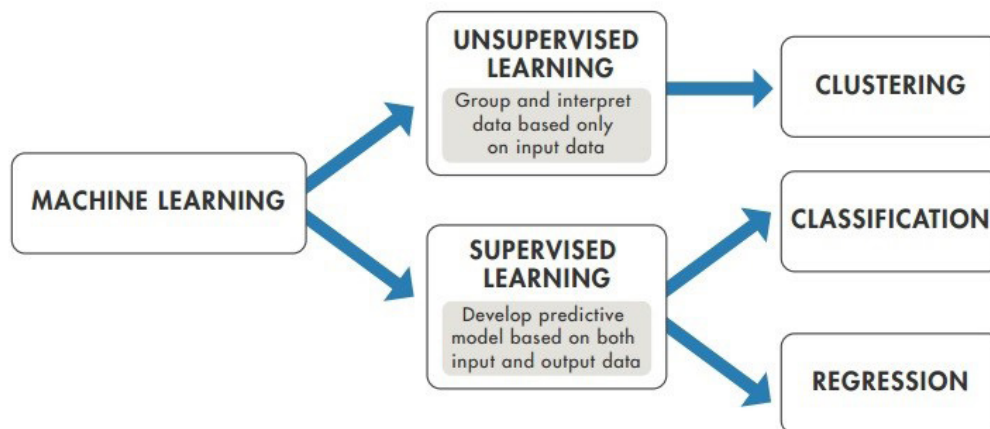 MACHINE LEARNING
UNSUPERVISED
LEARNING
Group and interpret
data based only
on input data
SUPERVISED
LEARNING
Develop predictive
model based on both
input and output data
CLUSTERING
CLASSIFICATION
REGRESSION